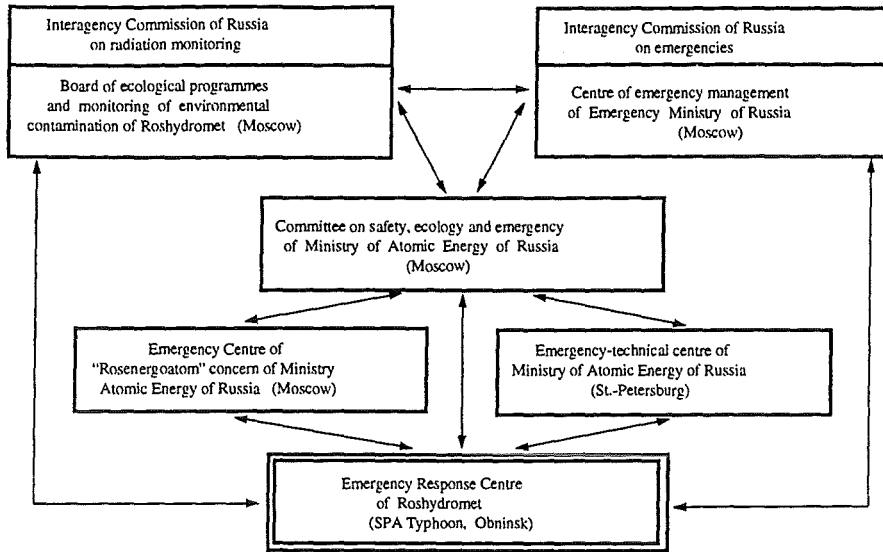 Interagency Commission of Russia
on radiation monitoring
Board of ecological programmes
and monitoring of environmental
contamination of Roshydromet (Moscow)
Interagency Commission of Russia
on emergencies
Centre of emergency management
of Emergency Ministry of Russia
(Moscow)
Committee on safety, ecology and emergency
of Ministry of Atomic Energy of Russia
(Moscow)
Emergency Centre of
"Rosenergoatom" concern of Ministry
Atomic Energy of Russia (Moscow)
Emergency-technical centre of
Ministry of Atomic Energy of Russia
(St.-Petersburg)
Emergency Response Centre
of Roshydromet
(SPA Typhoon, Obninsk)